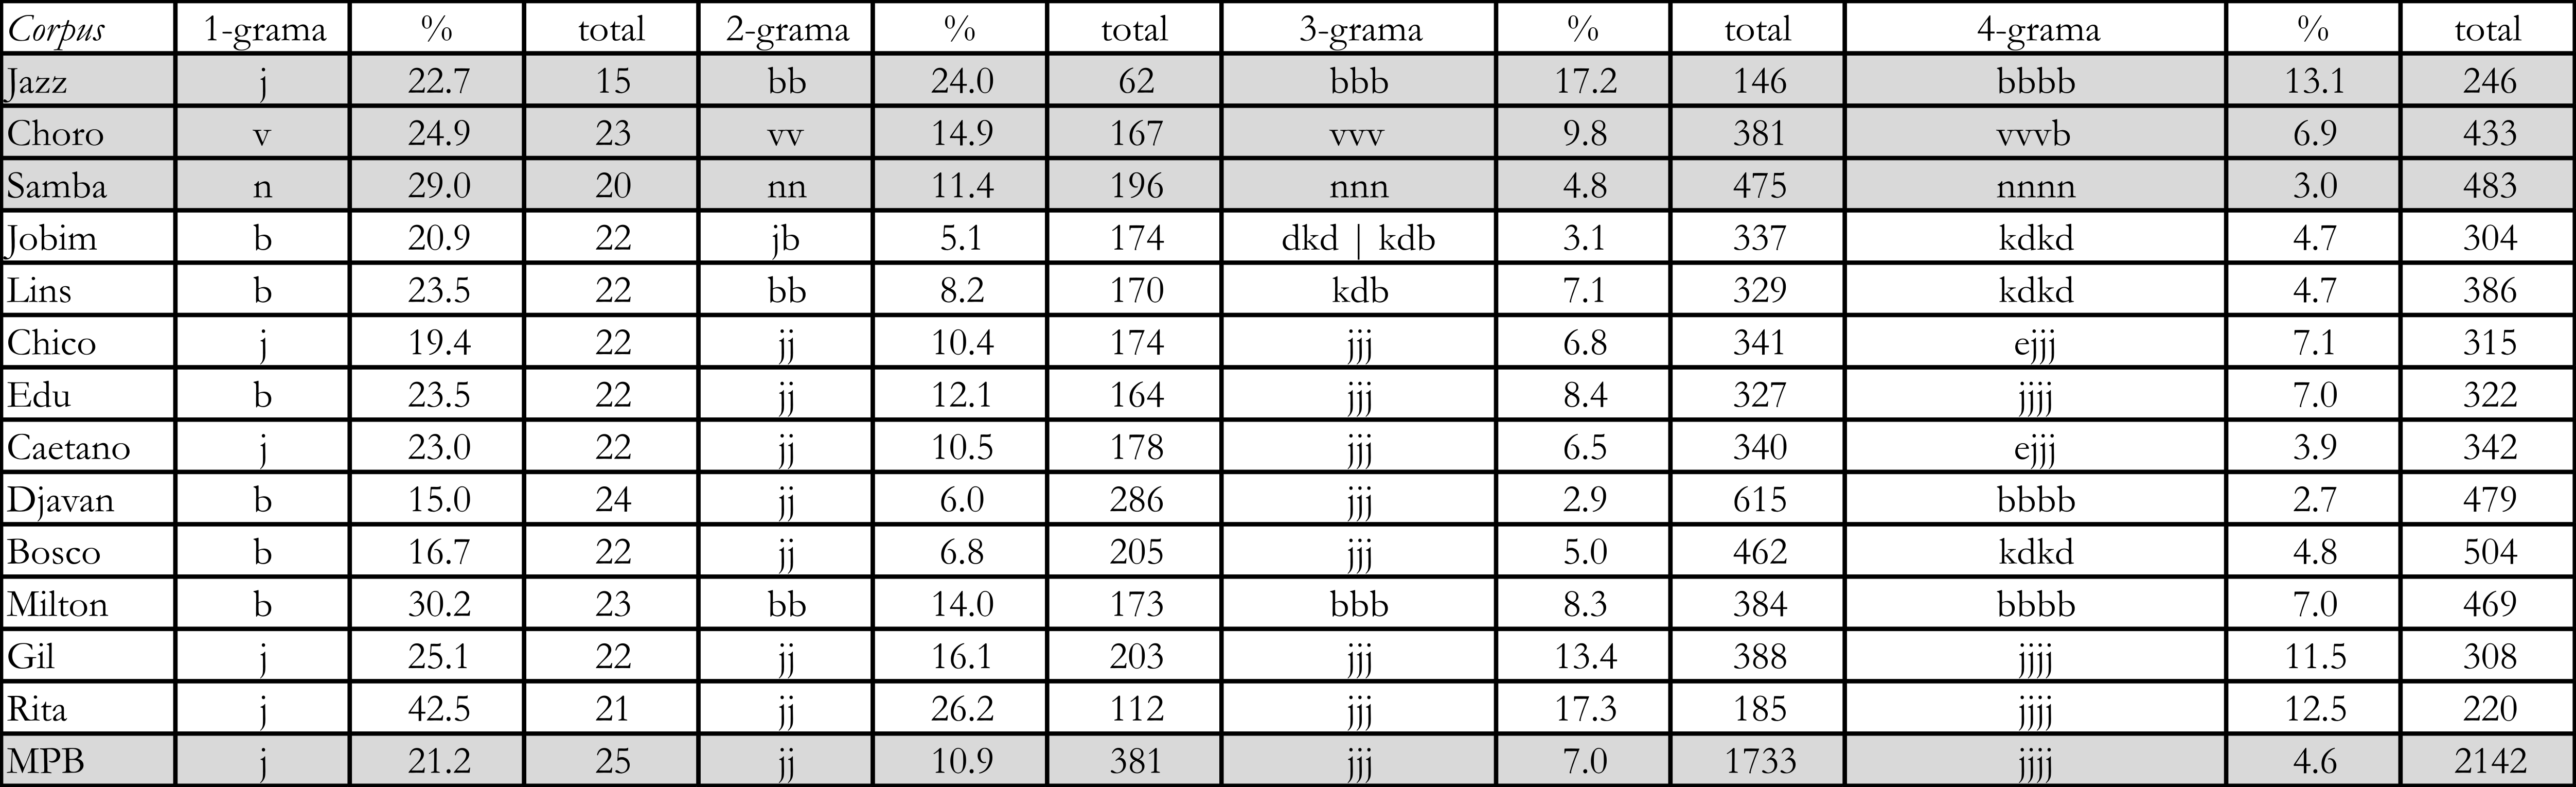 Corpus 1-grama % total 2-grama % total 3-grama % total 4-grama % total
Jazz j 22.7 15 bb 24.0 62 bbb 17.2 146 bbbb 13.1 246
Choro v 24.9 23 vv 14.9 167 vvv 9.8 381 vvvb 6.9 433
Samba n 29.0 20 nn 11.4 196 nnn 4.8 475 nnnn 3.0 483
Jobim b 20.9 22 jb 5.1 174 dkd | kdb 3.1 337 kdkd 4.7 304
Lins b 23.5 22 bb 8.2 170 kdb 7.1 329 kdkd 4.7 386
Chico j 19.4 22 jj 10.4 174 jjj 6.8 341 ejjj 7.1 315
Edu b 23.5 22 jj 12.1 164 jjj 8.4 327 jjjj 7.0 322
Caetano j 23.0 22 jj 10.5 178 jjj 6.5 340 ejjj 3.9 342
Djavan b 15.0 24 jj 6.0 286 jjj 2.9 615 bbbb 2.7 479
Bosco b 16.7 22 jj 6.8 205 jjj 5.0 462 kdkd 4.8 504
Milton b 30.2 23 bb 14.0 173 bbb 8.3 384 bbbb 7.0 469
Gil j 25.1 22 jj 16.1 203 jjj 13.4 388 jjjj 11.5 308
Rita j 42.5 21 jj 26.2 112 jjj 17.3 185 jjjj 12.5 220
MPB j 21.2 25 jj 10.9 381 jjj 7.0 1733 jjjj 4.6 2142